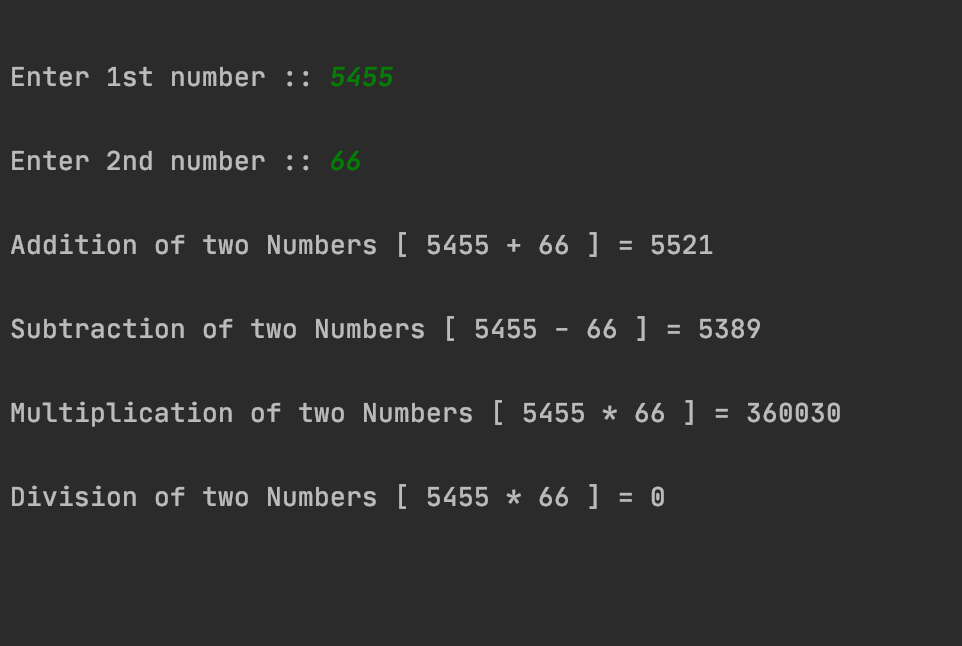 Enter 1st number :: 5455
Enter 2nd number :: 66
Addition of two Numbers [ 5455 + 66 ] = 5521
Subtraction of two Numbers [ 5455 - 66 ] = 5389
Multiplication of two Numbers [ 5455 * 66 ] = 360030
Division of two Numbers [ 5455 * 66 ] = 0